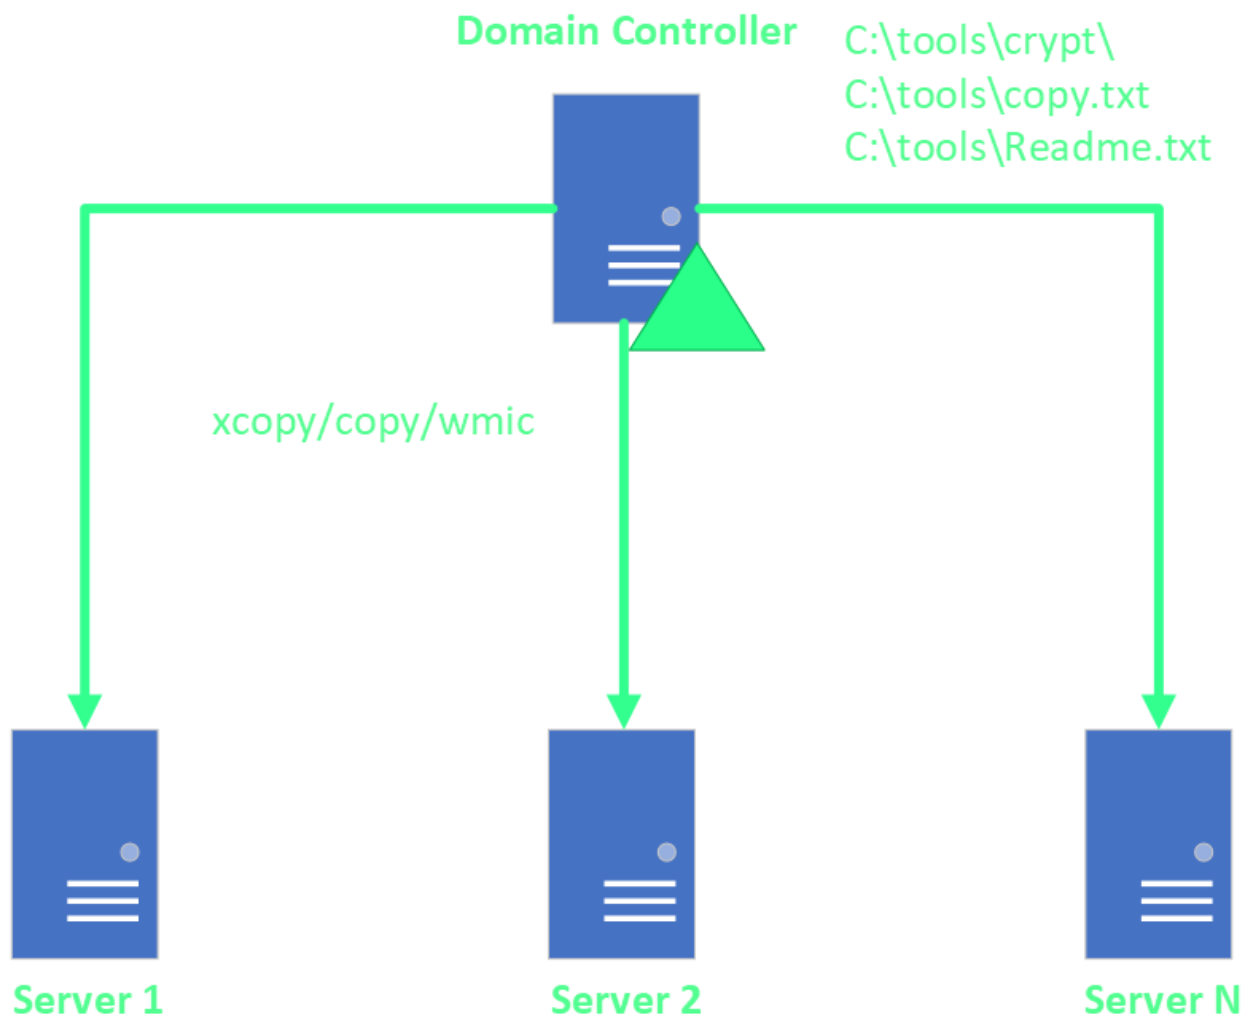 Domain Controller
C:\tools\crypt\
C:\tools\copy.txt
C:\tools\Readme.txt
xcopy/copy/wmic
Server 1
Server 2
Server N